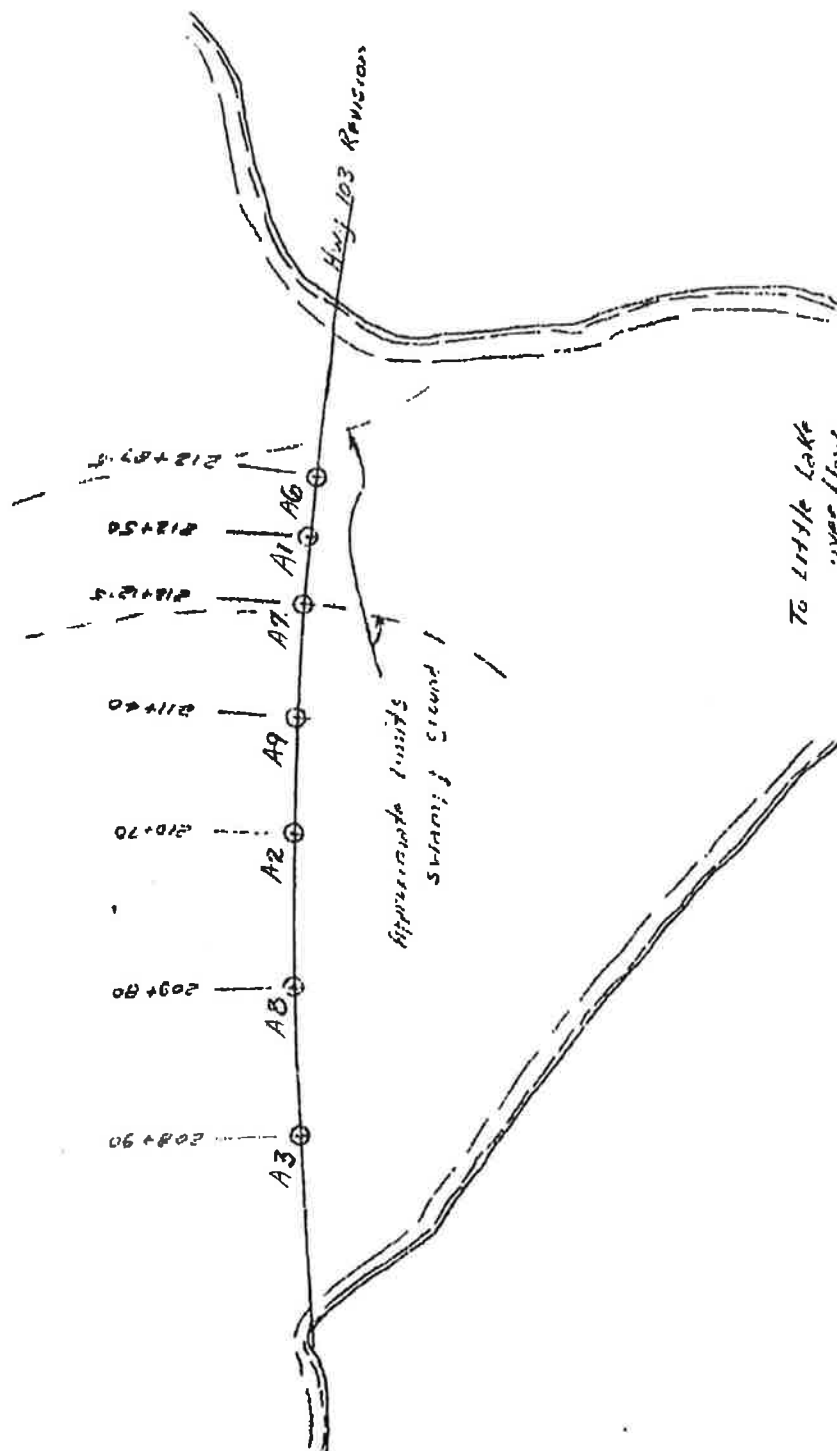 Hwy 103 Revision
212+87.5
A6
212+50
A1
212+12.5
A7
211+40
A9
210+70
A2
209+80
A8
208+90
A3
Approximate Limits
Swampy Ground
To Little Lake